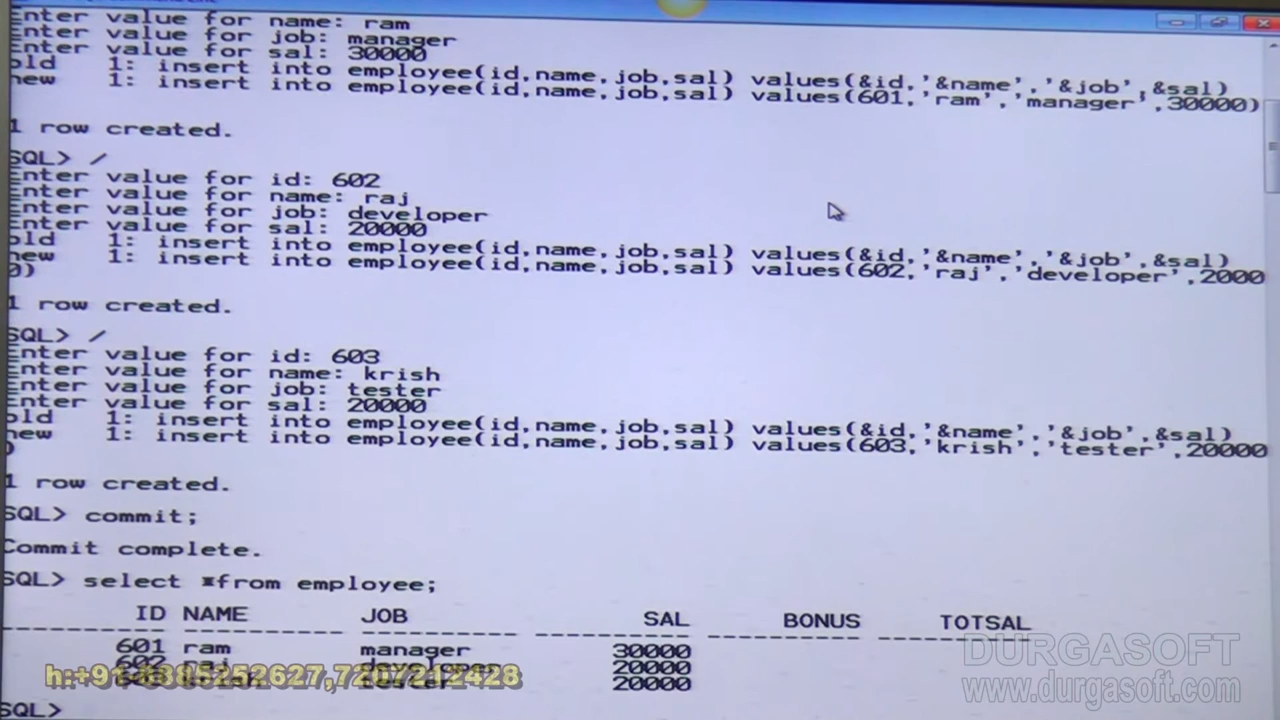 Enter value for name: ram
Enter value for job: manager
Enter value for sal: 30000
old 1: insert into employee(id,name,job,sal) values(&id,'&name','&job',&sal)
new 1: insert into employee(id,name,job,sal) values(601,'ram','manager',30000)
1 row created.
SQL> /
Enter value for id: 602
Enter value for name: raj
Enter value for job: developer
Enter value for sal: 20000
old 1: insert into employee(id,name,job,sal) values(&id,'&name','&job',&sal)
new 1: insert into employee(id,name,job,sal) values(602,'raj','developer',2000
0)
1 row created.
SQL> /
Enter value for id: 603
Enter value for name: krish
Enter value for job: tester
Enter value for sal: 20000
old 1: insert into employee(id,name,job,sal) values(&id,'&name','&job',&sal)
new 1: insert into employee(id,name,job,sal) values(603,'krish','tester',20000
)
1 row created.
SQL> commit;
Commit complete.
SQL> select *from employee;
ID NAME JOB SAL BONUS TOTSAL
601 ram manager 30000
602 raj developer 20000
tester 20000
SQL>
h:+91-8885252627,7207212428
DURGASOFT
www.durgasoft.com